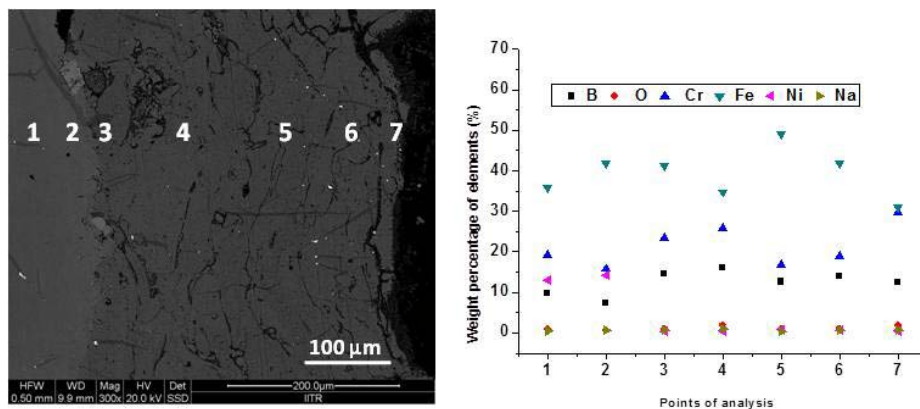 1 2 3 4 5 6 7
100 µm
HFW WD Mag HV Det
0.50 mm 9.9 mm 300x 20.0 kV SSD
200.0µm
IITR
Weight percentage of elements (%)
70
60
50
40
30
20
10
0
B O Cr Fe Ni Na
1 2 3 4 5 6 7
Points of analysis